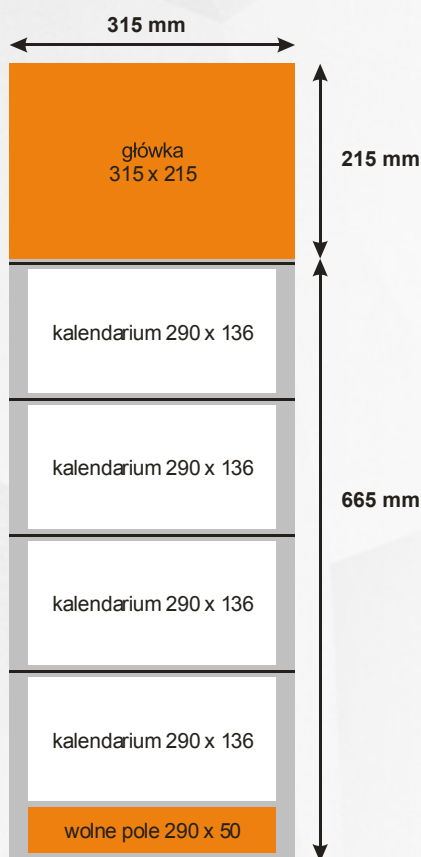 315 mm
główka
315 x 215
215 mm
kalendarium 290 x 136
kalendarium 290 x 136
665 mm
kalendarium 290 x 136
kalendarium 290 x 136
wolne pole 290 x 50